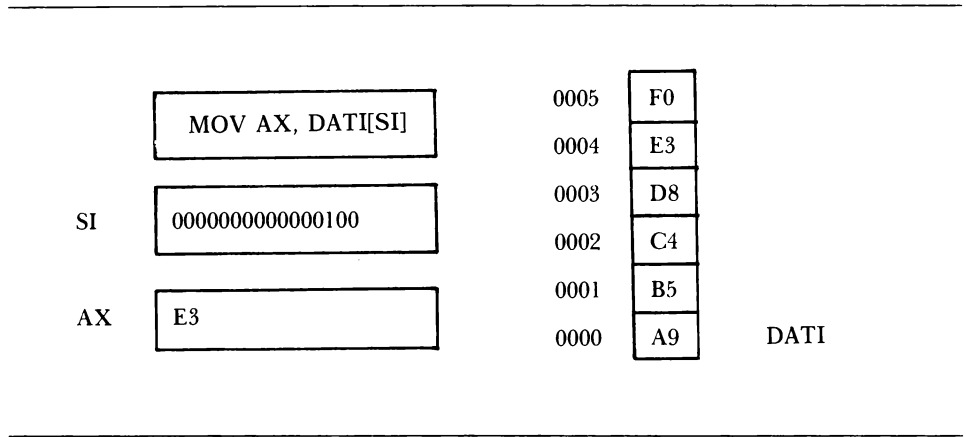 MOV AX, DATI[SI]
SI 0000000000000100
AX E3
0005 F0
0004 E3
0003 D8
0002 C4
0001 B5
0000 A9 DATI